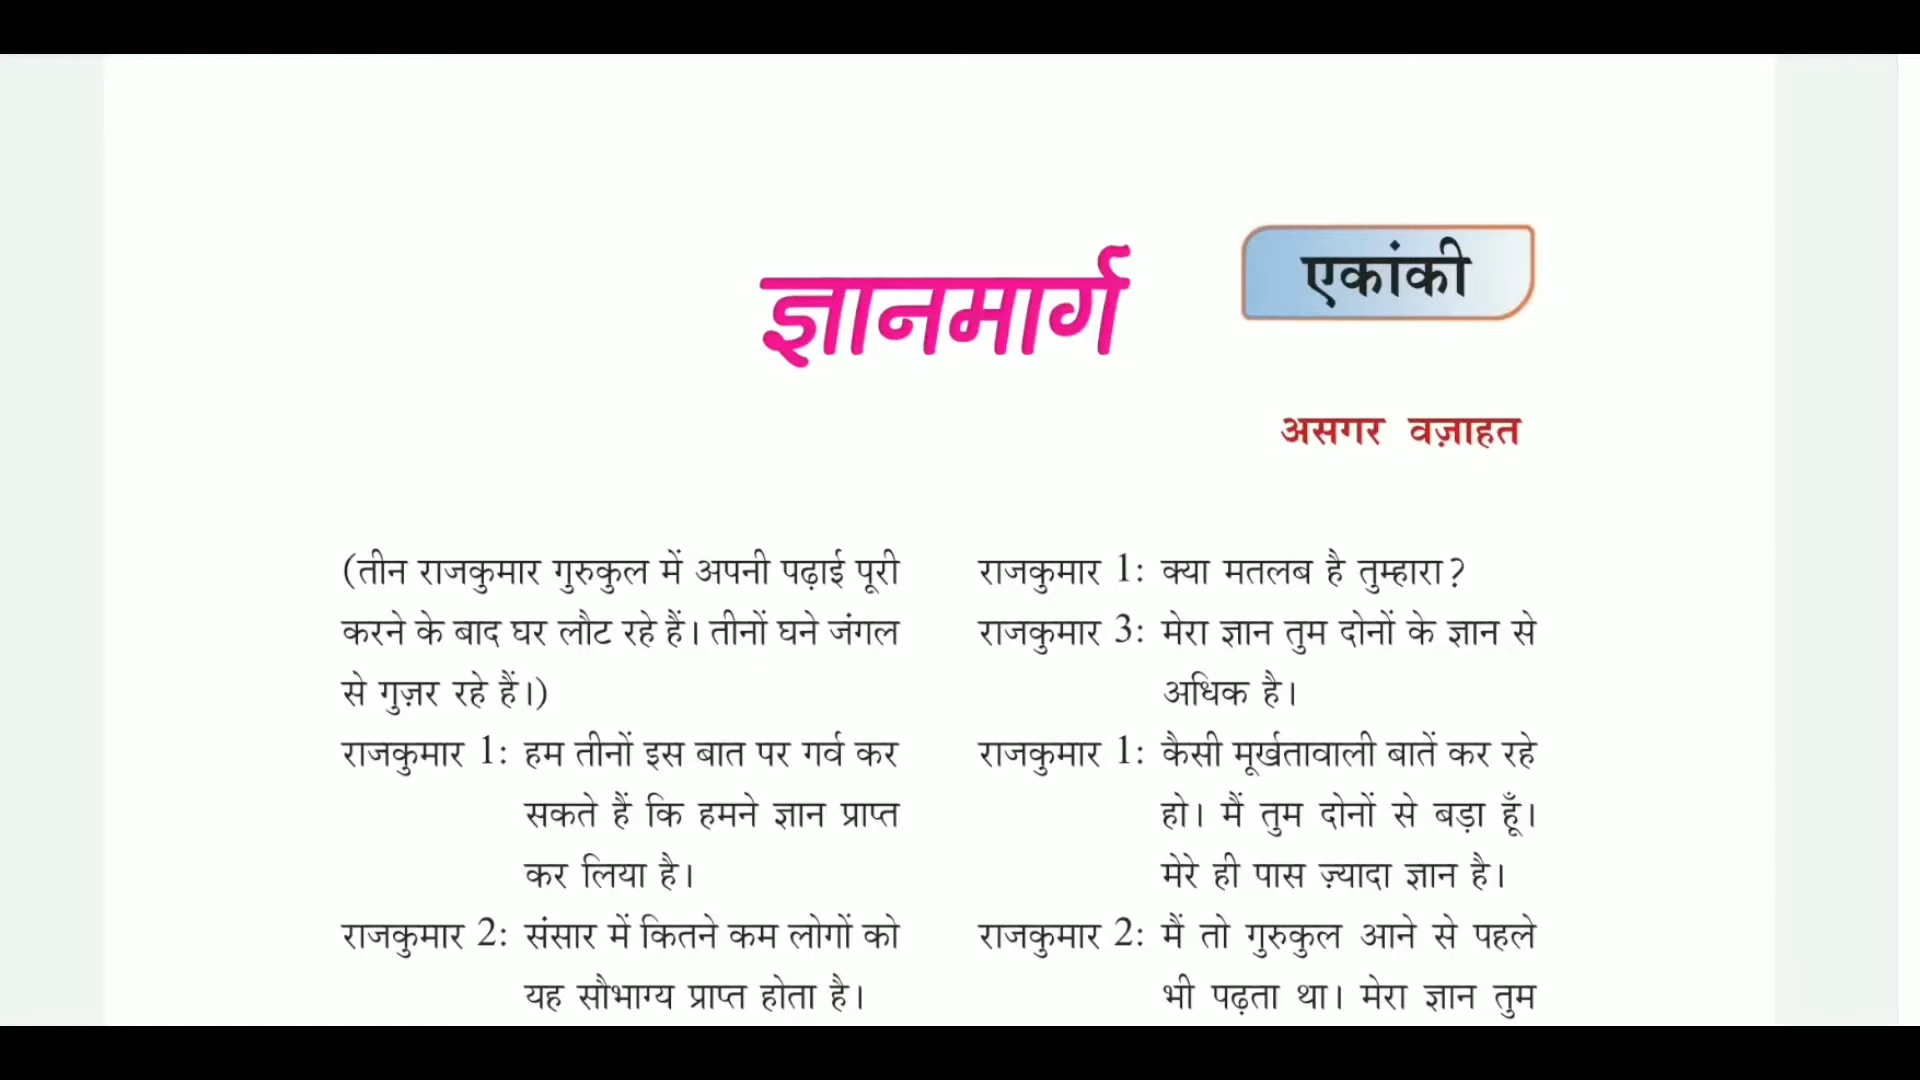 ज्ञानमार्ग
एकांकी
असगर वज़ाहत
(तीन राजकुमार गुरुकुल में अपनी पढ़ाई पूरी
करने के बाद घर लौट रहे हैं। तीनों घने जंगल
से गुज़र रहे हैं।)
राजकुमार 1: हम तीनों इस बात पर गर्व कर
सकते हैं कि हमने ज्ञान प्राप्त
कर लिया है।
राजकुमार 2: संसार में कितने कम लोगों को
यह सौभाग्य प्राप्त होता है।
राजकुमार 1: क्या मतलब है तुम्हारा?
राजकुमार 3: मेरा ज्ञान तुम दोनों के ज्ञान से
अधिक है।
राजकुमार 1: कैसी मूर्खतावाली बातें कर रहे
हो। मैं तुम दोनों से बड़ा हूँ।
मेरे ही पास ज़्यादा ज्ञान है।
राजकुमार 2: मैं तो गुरुकुल आने से पहले
भी पढ़ता था। मेरा ज्ञान तुम